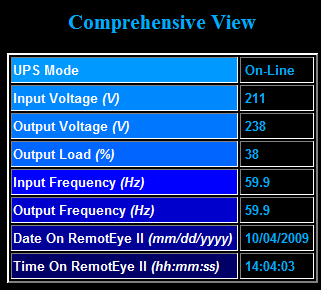 Comprehensive View
UPS Mode On-Line
Input Voltage (V) 211
Output Voltage (V) 238
Output Load (%) 38
Input Frequency (Hz) 59.9
Output Frequency (Hz) 59.9
Date On RemotEye II (mm/dd/yyyy) 10/04/2009
Time On RemotEye II (hh:mm:ss) 14:04:03